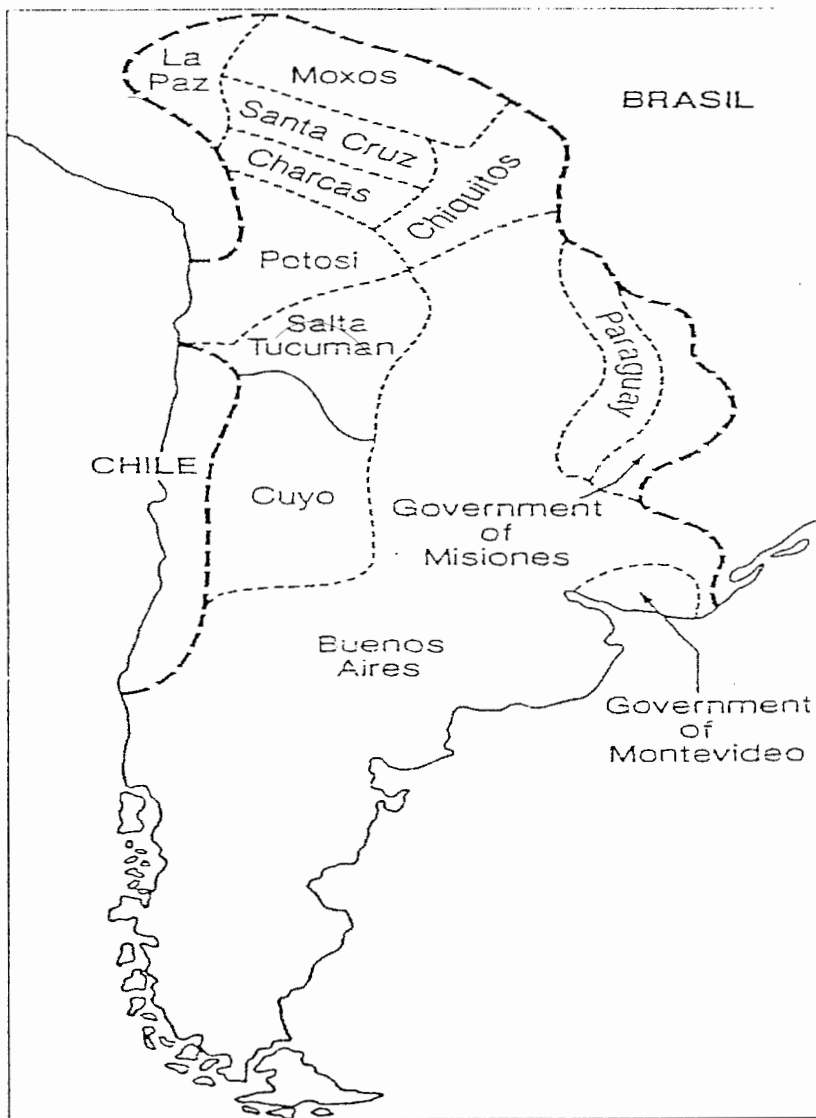 La
Paz
Moxos
BRASIL
Santa Cruz
Charcas
Chiquitos
Potosi
Salta
Tucuman
Paraguay
CHILE
Cuyo
Government
of
Misiones
Buenos
Aires
Government
of
Montevideo